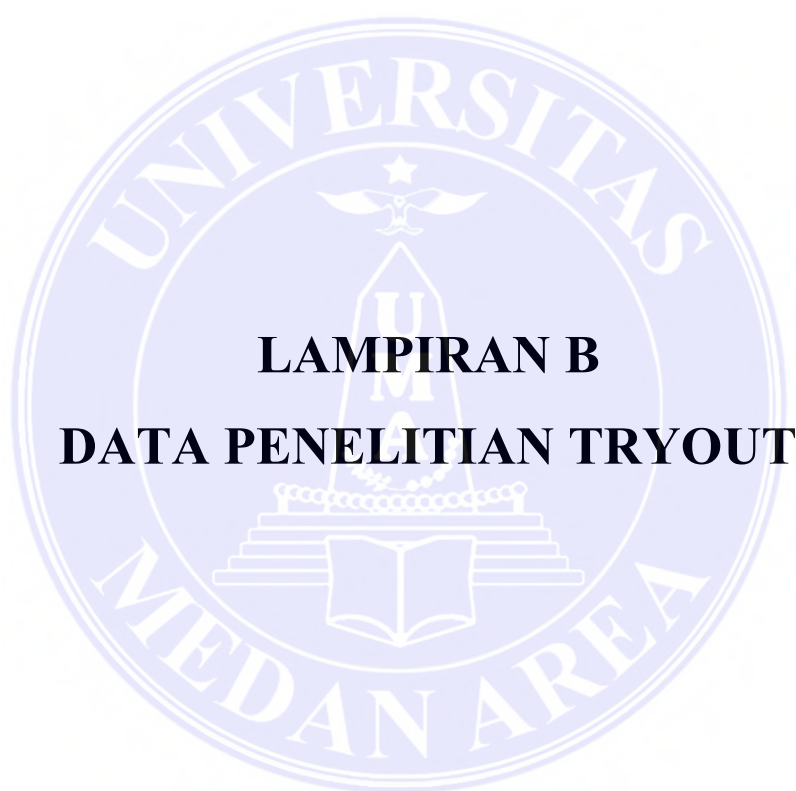 UNIVERSITAS
U
M
A
LAMPIRAN B
DATA PENELITIAN TRYOUT
MEDAN AREA